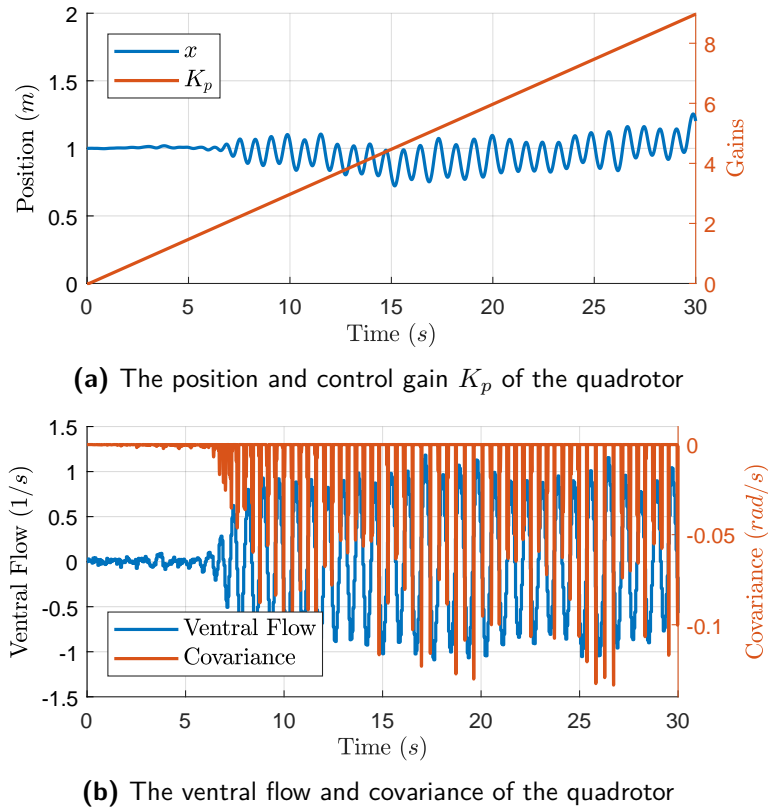 2
1.5
1
0.5
0
Position (m)
x
K_p
8
6
4
2
0
Gains
0 5 10 15 20 25 30
Time (s)
(a) The position and control gain K_p of the quadrotor
1.5
1
0.5
0
-0.5
-1
-1.5
Ventral Flow (1/s)
Ventral Flow
Covariance
0
-0.05
-0.1
Covariance (rad/s)
0 5 10 15 20 25 30
Time (s)
(b) The ventral flow and covariance of the quadrotor